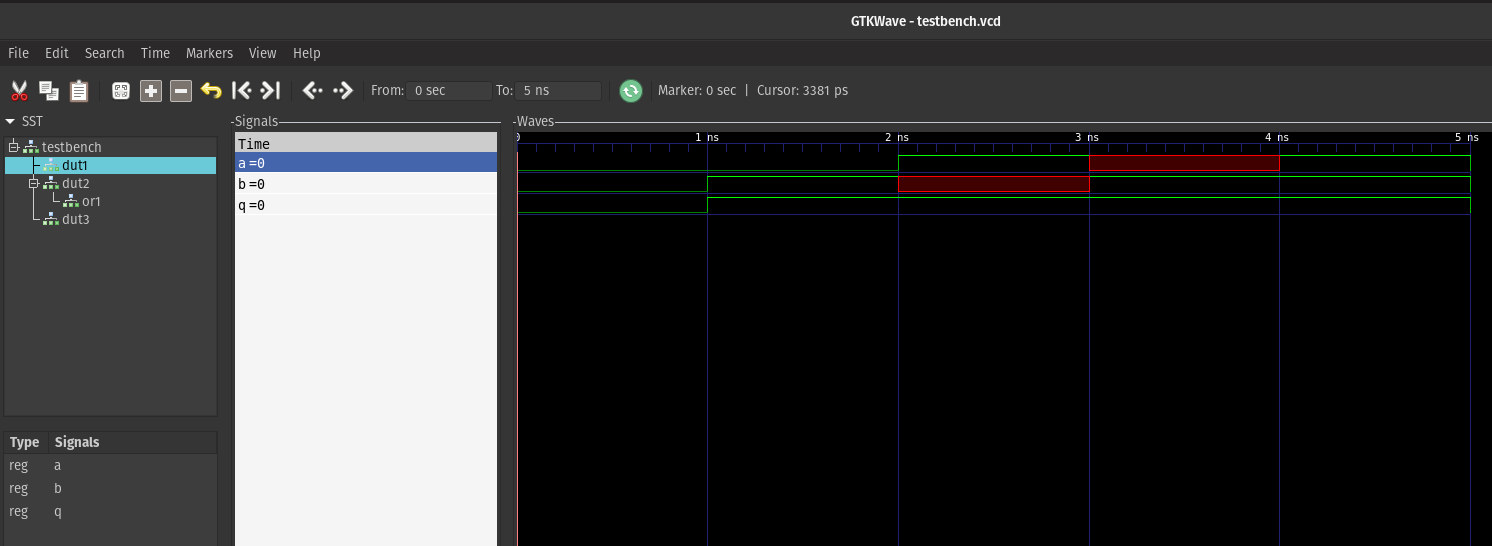 GTKWave - testbench.vcd
File Edit Search Time Markers View Help
From: 0 sec To: 5 ns Marker: 0 sec | Cursor: 3381 ps
SST
testbench
dut1
dut2
or1
dut3
Type Signals
reg a
reg b
reg q
Signals
Time
a=0
b=0
q=0
Waves
0 1 ns 2 ns 3 ns 4 ns 5 ns